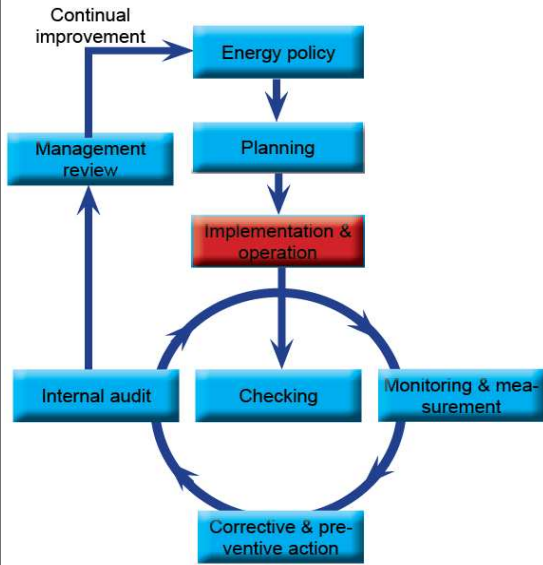 Continual
improvement
Energy policy
Planning
Management
review
Implementation &
operation
Internal audit
Checking
Monitoring & mea-
surement
Corrective & pre-
ventive action